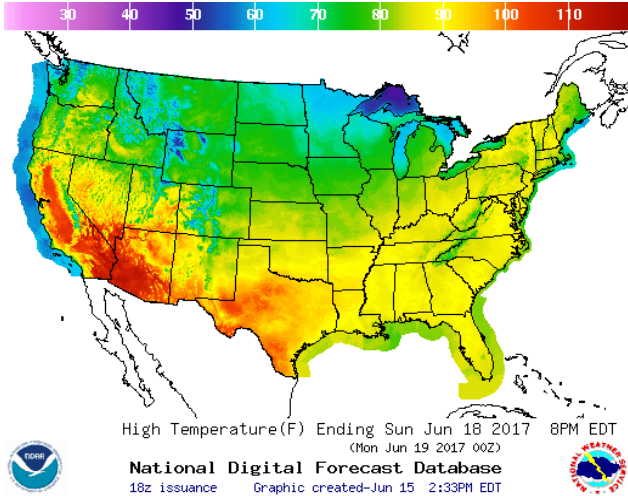 30 40 50 60 70 80 90 100 110
High Temperature(F) Ending Sun Jun 18 2017 8PM EDT
(Mon Jun 19 2017 00Z)
National Digital Forecast Database
18z issuance Graphic created-Jun 15 2:33PM EDT
NOAA
NATIONAL WEATHER SERVICE